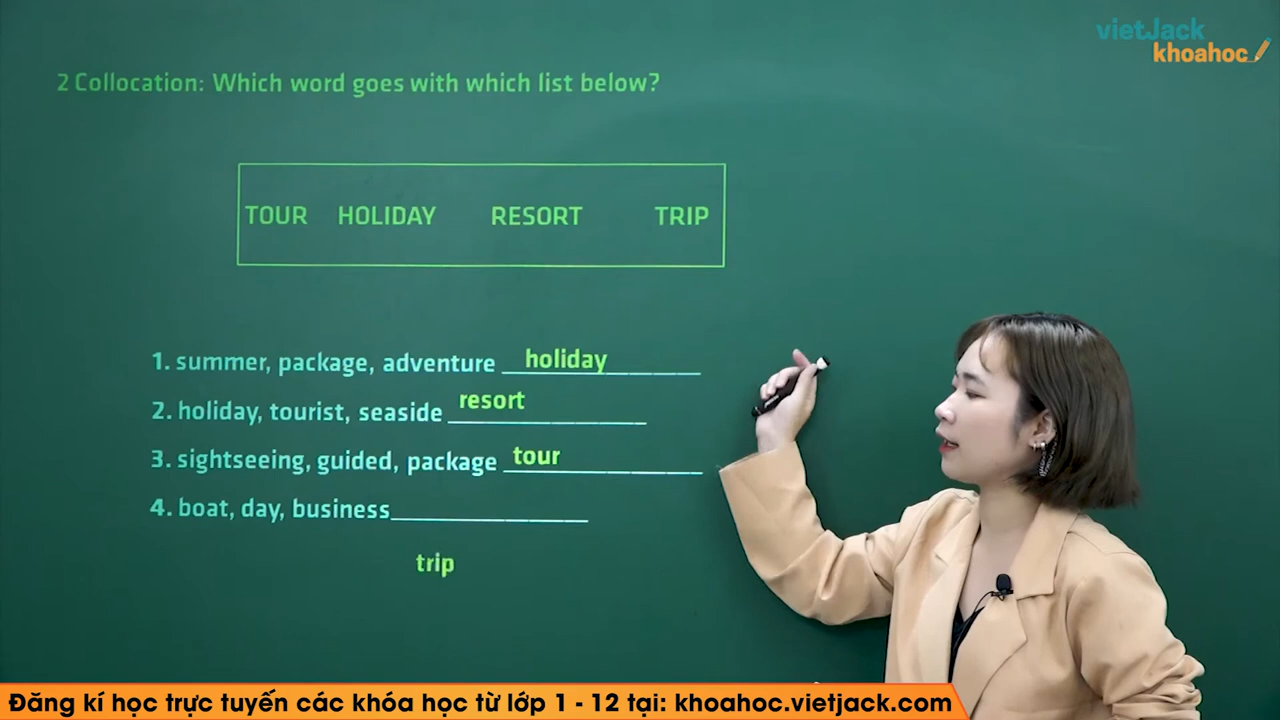 vietJack
khoahoc
2 Collocation: Which word goes with which list below?
TOUR HOLIDAY RESORT TRIP
1. summer, package, adventure holiday
2. holiday, tourist, seaside resort
3. sightseeing, guided, package tour
4. boat, day, business
trip
Đăng kí học trực tuyến các khóa học từ lớp 1 - 12 tại: khoahoc.vietjack.com